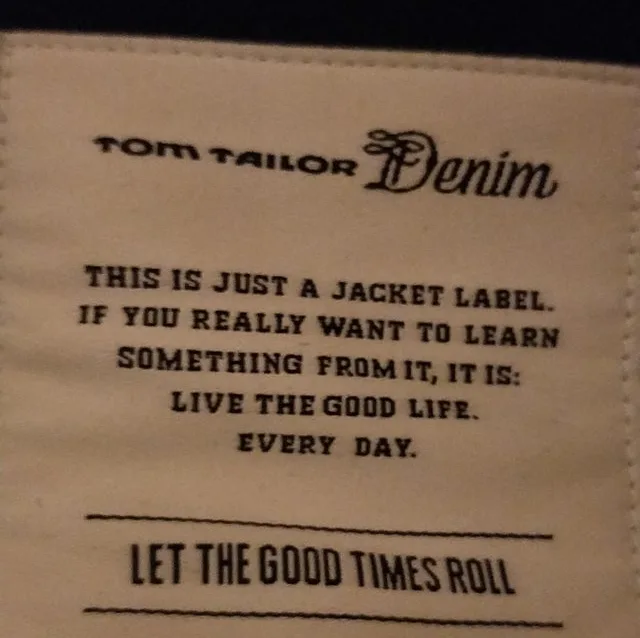 TOM TAILOR Denim
THIS IS JUST A JACKET LABEL.
IF YOU REALLY WANT TO LEARN
SOMETHING FROM IT, IT IS:
LIVE THE GOOD LIFE.
EVERY DAY.
LET THE GOOD TIMES ROLL